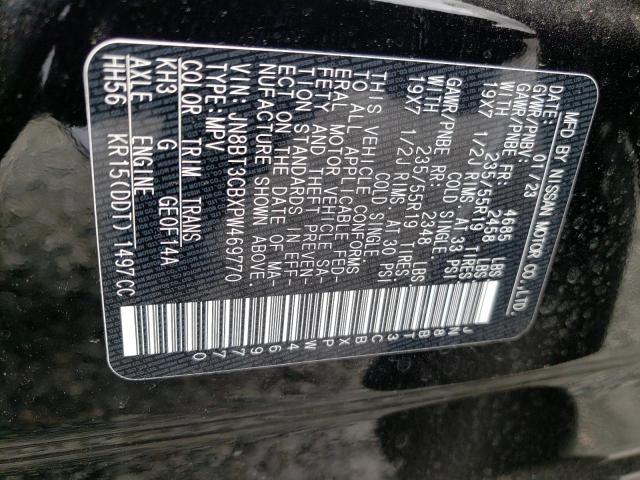 MFD BY NISSAN MOTOR CO.,LTD.
DATE: 01/23
GVWR/PNBE: 4685 LBS
GAWR/PNBE FR: 2458 LBS
WITH 235/55R19 TIRES
19X7 1/2J RIMS AT 33 PSI
COLD SINGLE
GAWR/PNBE RR: 2348 LBS
WITH 235/55R19 TIRES
19X7 1/2J RIMS AT 30 PSI
COLD SINGLE
THIS VEHICLE CONFORMS
TO ALL APPLICABLE FED-
ERAL MOTOR VEHICLE SA-
FETY AND THEFT PREVEN-
TION STANDARDS IN EFF-
ECT ON THE DATE OF MA-
NUFACTURE SHOWN ABOVE.
VIN: JN8BT3CBXPW469770
TYPE: MPV
COLOR TRIM TRANS
KH3 G GE0F14A
AXLE ENGINE
HH56 KR15(DDT) 1497CC
JN8BT3CBXPW469770